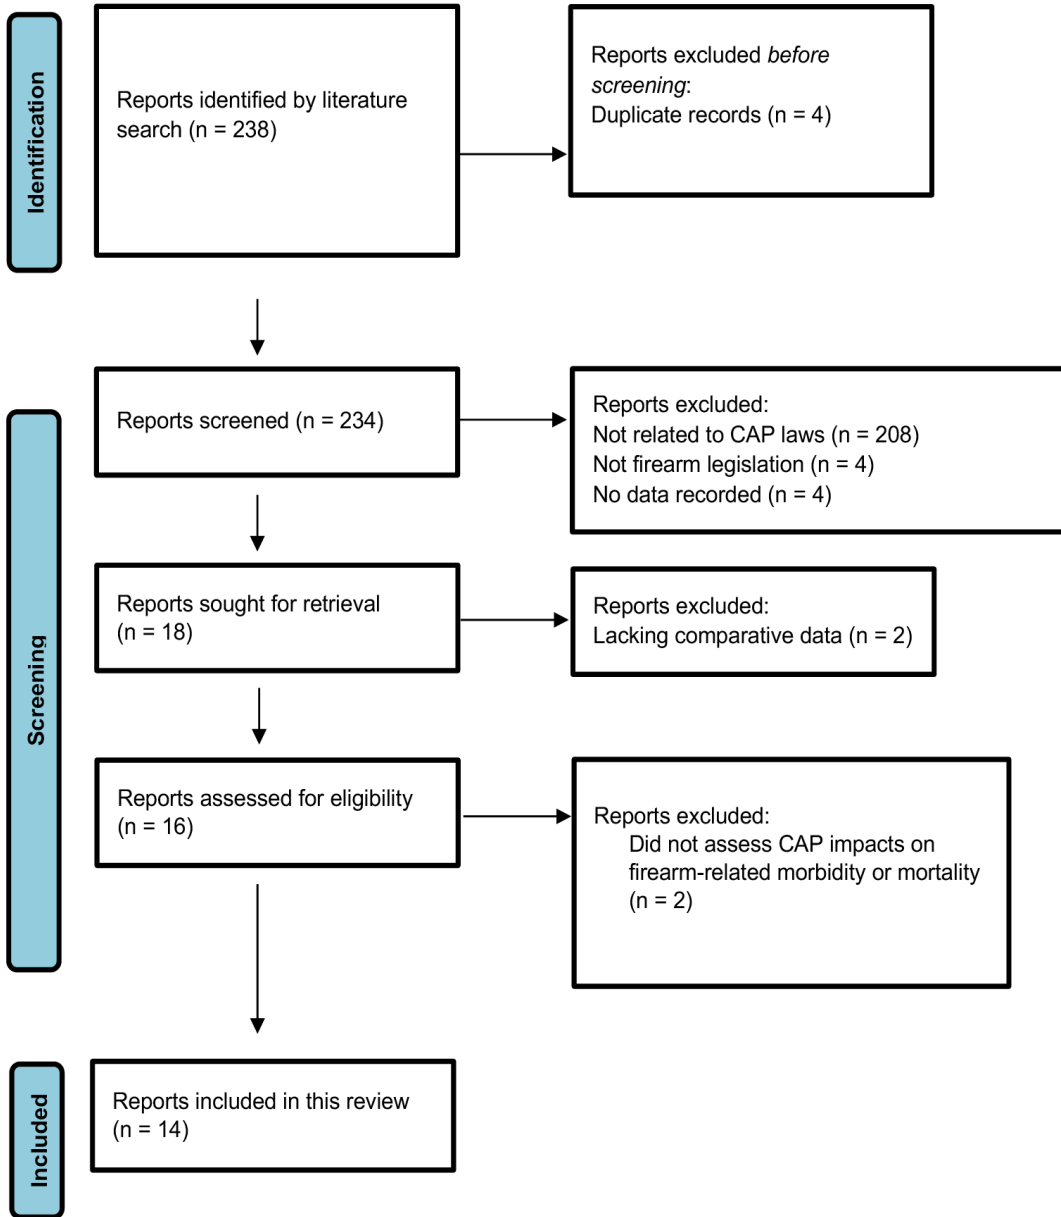 Identification
Reports identified by literature
search (n = 238)
Reports excluded before
screening:
Duplicate records (n = 4)
Screening
Reports screened (n = 234)
Reports excluded:
Not related to CAP laws (n = 208)
Not firearm legislation (n = 4)
No data recorded (n = 4)
Reports sought for retrieval
(n = 18)
Reports excluded:
Lacking comparative data (n = 2)
Reports assessed for eligibility
(n = 16)
Reports excluded:
Did not assess CAP impacts on
firearm-related morbidity or mortality
(n = 2)
Included
Reports included in this review
(n = 14)